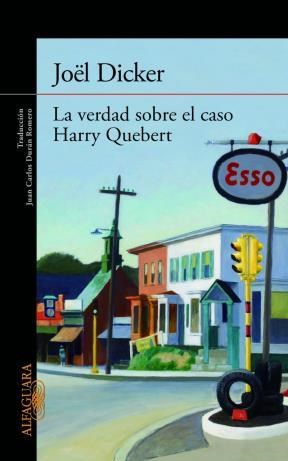 Joël Dicker
La verdad sobre el caso
Harry Quebert
Traducción
Juan Carlos Durán Romero
Esso
ALFAGUARA